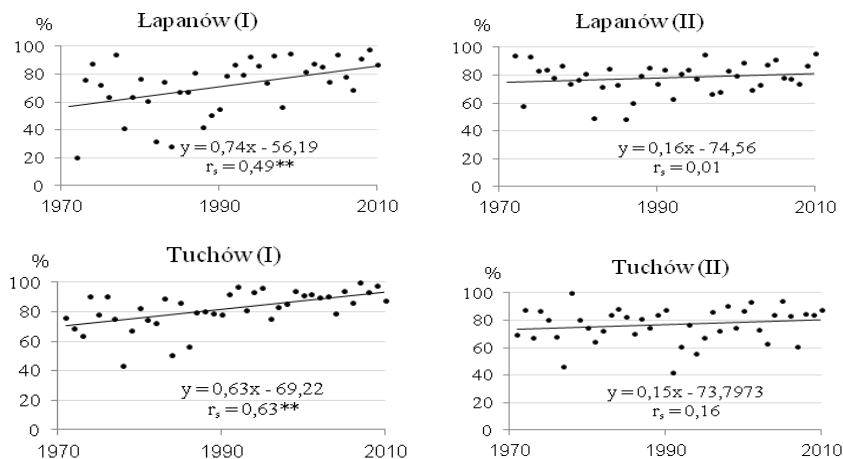 Łapanów (I)
%
100
80
60
40
20
0
y = 0,74x - 56,19
rs = 0,49**
1970 1990 2010
Łapanów (II)
%
100
80
60
40
20
0
y = 0,16x - 74,56
rs = 0,01
1970 1990 2010
Tuchów (I)
%
100
80
60
40
20
0
y = 0,63x - 69,22
rs = 0,63**
1970 1990 2010
Tuchów (II)
%
100
80
60
40
20
0
y = 0,15x - 73,7973
rs = 0,16
1970 1990 2010